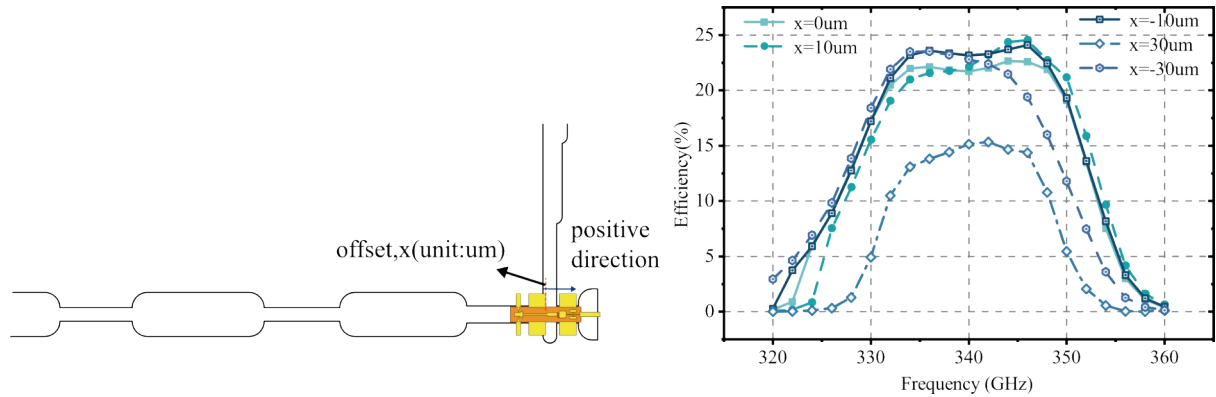 offset,x(unit:um)
positive
direction
x=0um
x=10um
x=-10um
x=30um
x=-30um
Efficiency(%)
25
20
15
10
5
0
320
330
340
350
360
Frequency (GHz)